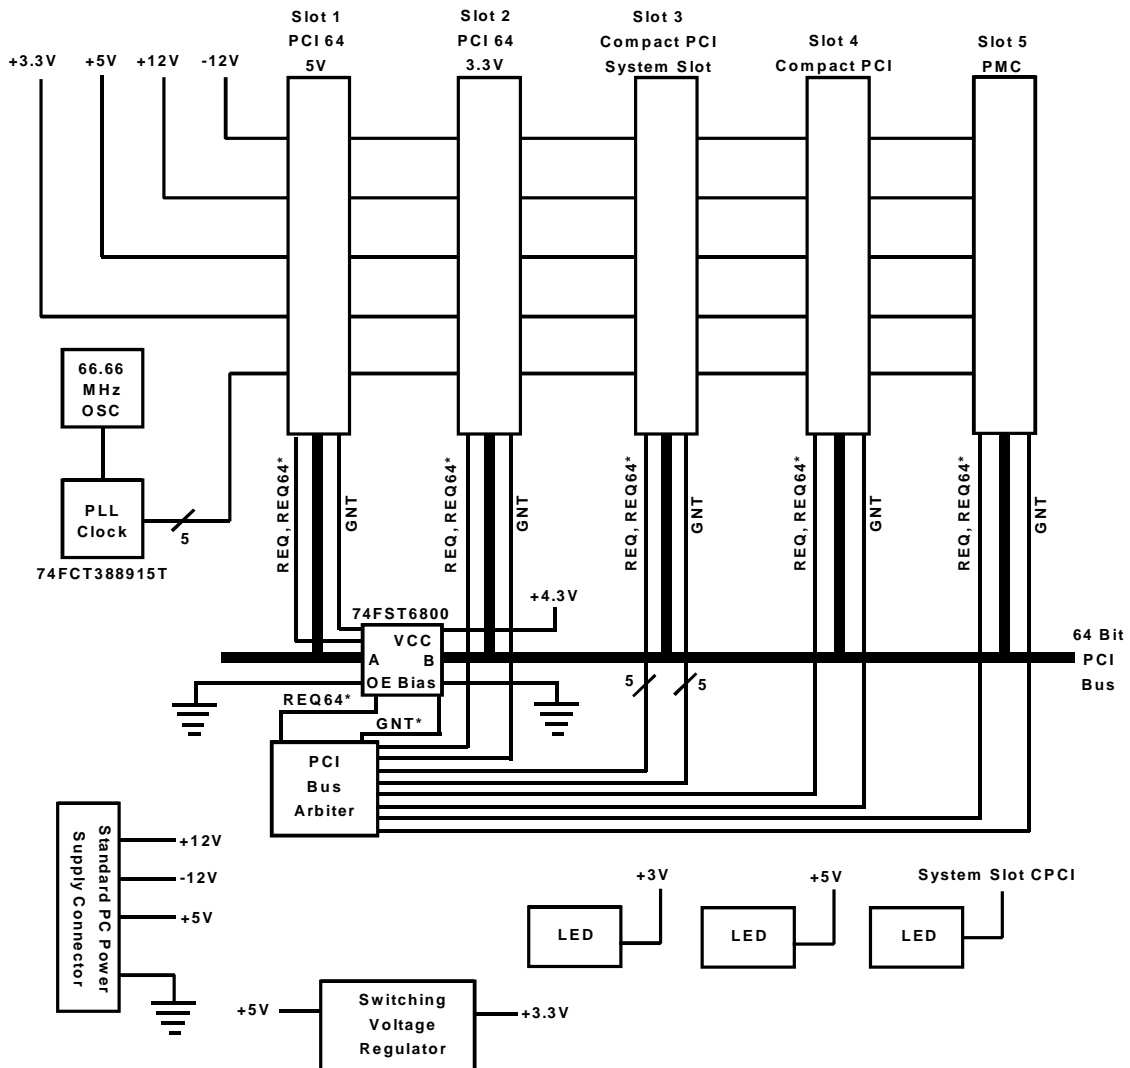 Slot 1
PCI 64
5V
Slot 2
PCI 64
3.3V
Slot 3
Compact PCI
System Slot
Slot 4
Compact PCI
Slot 5
PMC
+3.3V
+5V
+12V
-12V
66.66
MHz
OSC
PLL
Clock
74FCT388915T
5
REQ, REQ64*
GNT
REQ, REQ64*
GNT
REQ, REQ64*
GNT
REQ, REQ64*
GNT
REQ, REQ64*
GNT
74FST6800
+4.3V
VCC
A
B
OE Bias
64 Bit
PCI
Bus
5
5
REQ64*
GNT*
PCI
Bus
Arbiter
Standard PC Power
Supply Connector
+12V
-12V
+5V
+3V
LED
+5V
LED
System Slot CPCI
LED
+5V
Switching
Voltage
Regulator
+3.3V